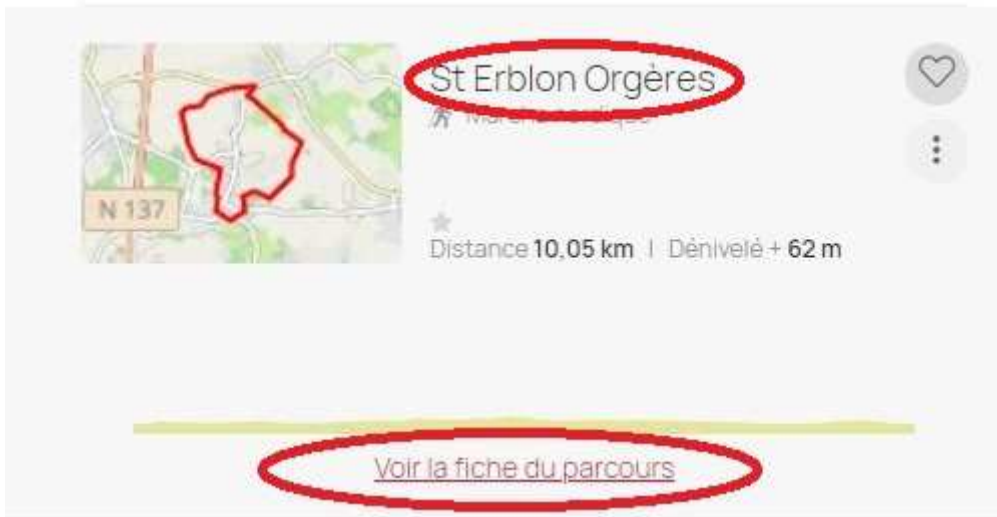 St Erblon Orgères
N 137
Distance 10,05 km | Dénivelé + 62 m
Voir la fiche du parcours